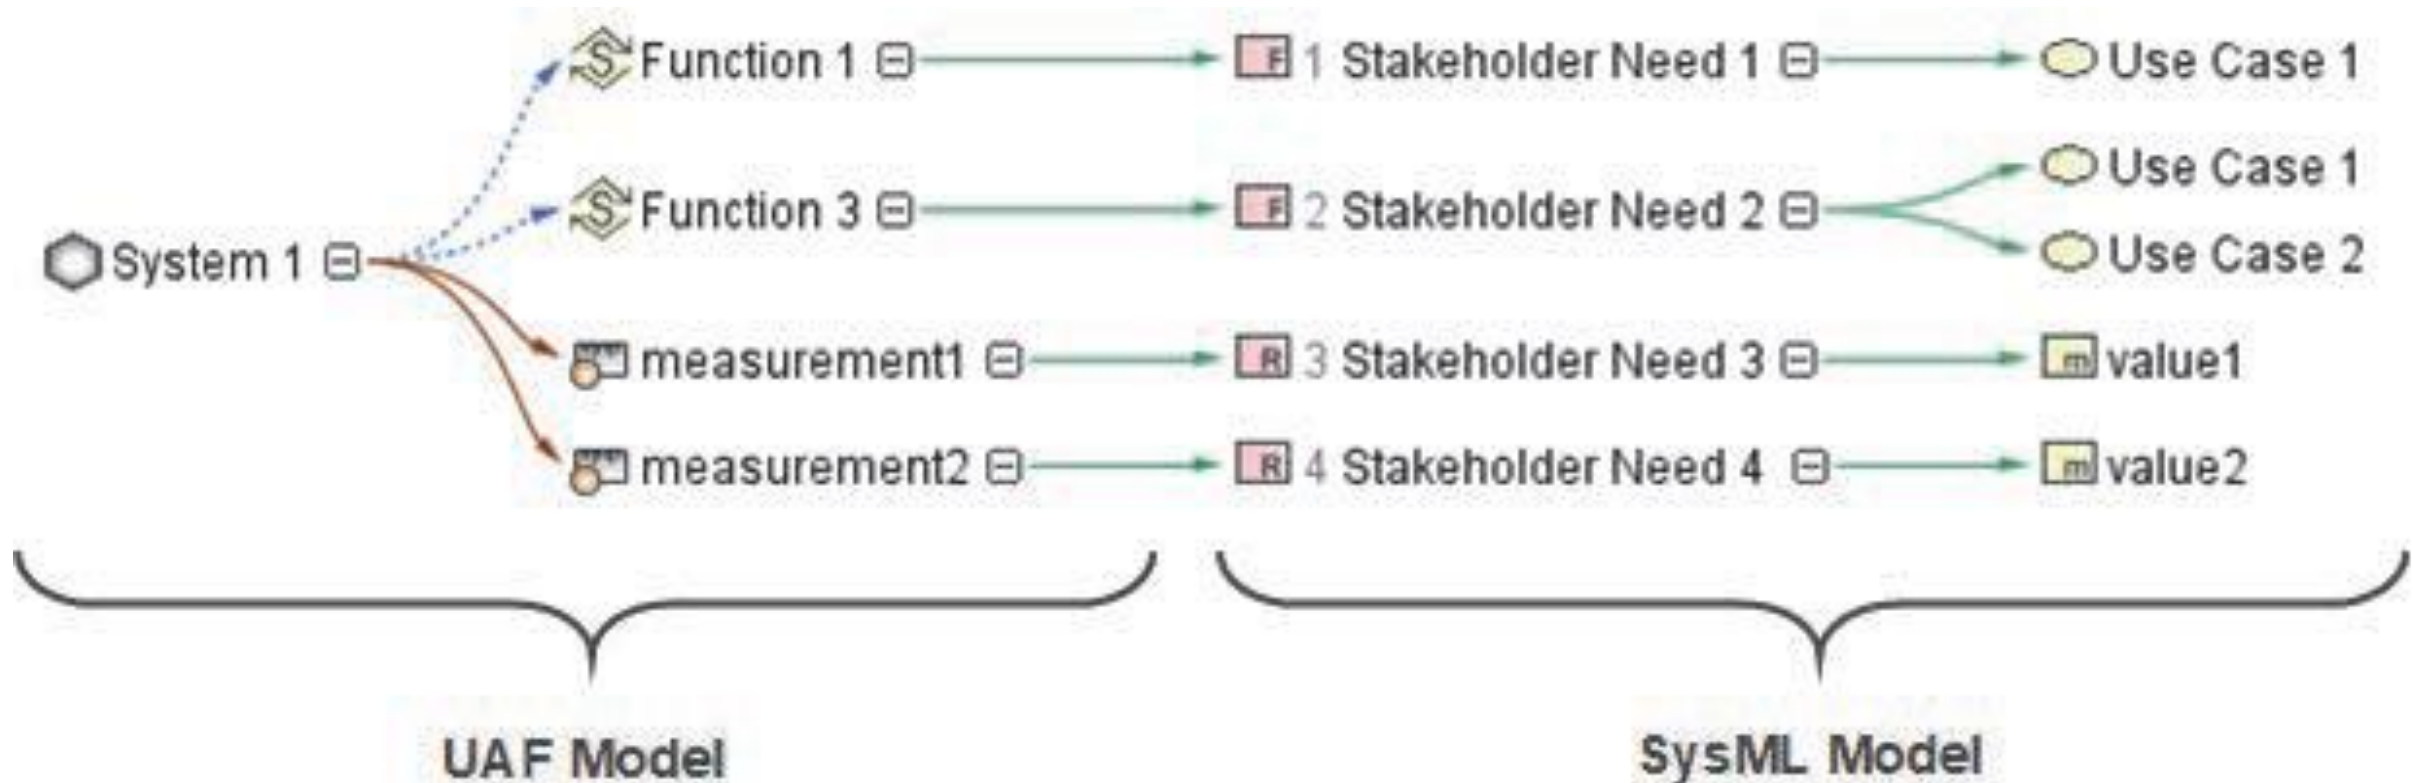 S Function 1 F 1 Stakeholder Need 1 Use Case 1
Use Case 1
S Function 3 F 2 Stakeholder Need 2
Use Case 2
System 1
measurement1 R 3 Stakeholder Need 3 m value1
measurement2 R 4 Stakeholder Need 4 m value2
UAF Model SysML Model